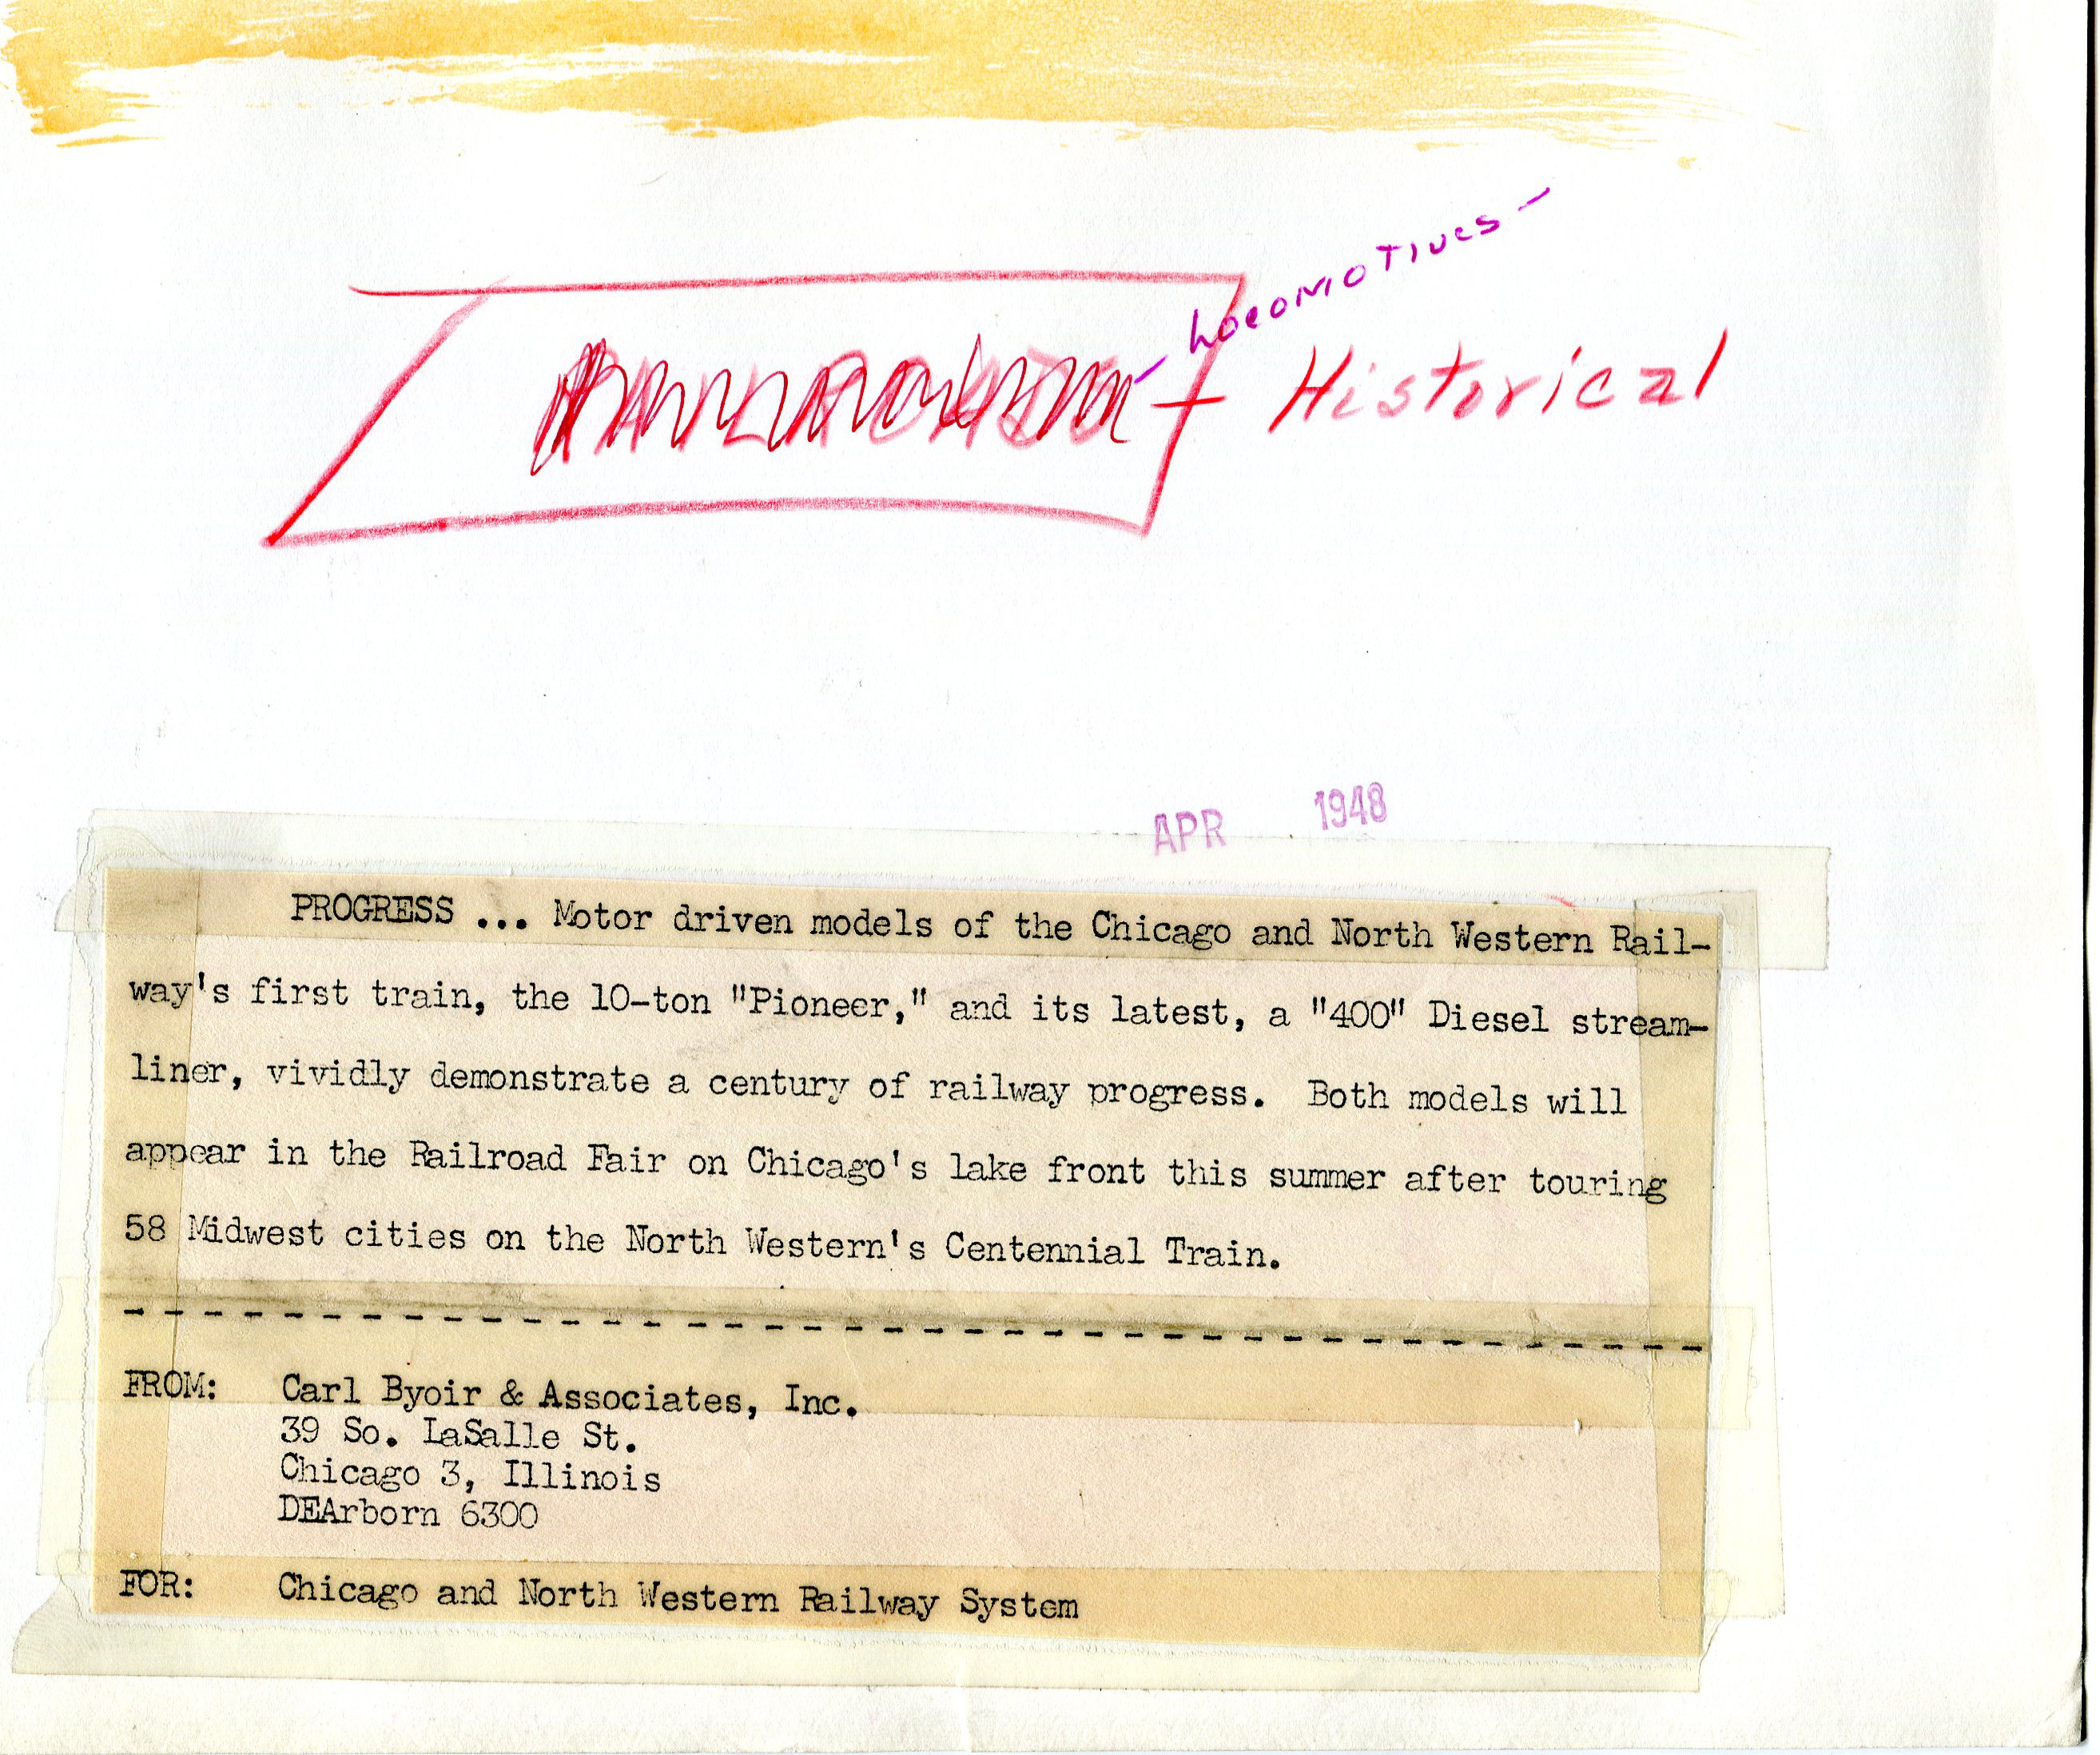 Locomotives -
+ Historical
APR 1948
PROGRESS ... Motor driven models of the Chicago and North Western Rail-
way's first train, the 10-ton "Pioneer," and its latest, a "400" Diesel stream-
liner, vividly demonstrate a century of railway progress. Both models will
appear in the Railroad Fair on Chicago's lake front this summer after touring
58 Midwest cities on the North Western's Centennial Train.
FROM: Carl Byoir & Associates, Inc.
39 So. LaSalle St.
Chicago 3, Illinois
DEArborn 6300
FOR: Chicago and North Western Railway System